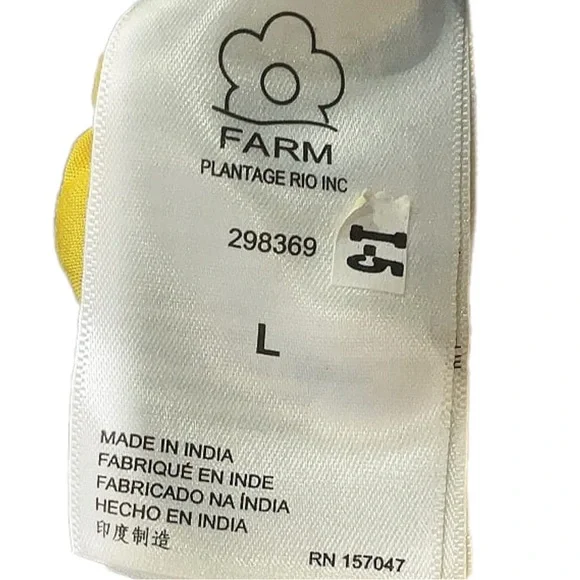 FARM
PLANTAGE RIO INC
298369
I-5
L
MADE IN INDIA
FABRIQUÉ EN INDE
FABRICADO NA ÍNDIA
HECHO EN INDIA
印度制造
RN 157047